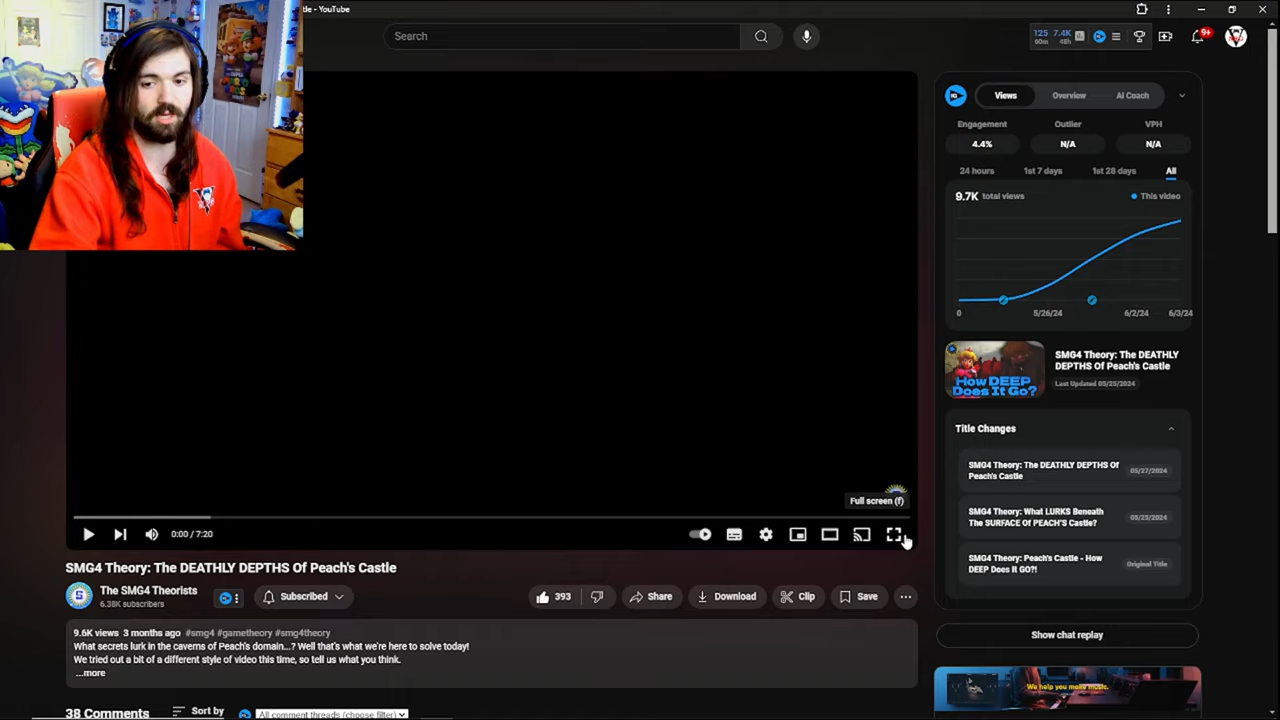 tle - YouTube
Search
125
60m
7.4K
48h
9+
Views
Overview
AI Coach
Engagement
4.4%
Outlier
N/A
VPH
N/A
24 hours
1st 7 days
1st 28 days
All
9.7K total views
This video
0
5/26/24
6/2/24
6/3/24
How DEEP
Does It Go?
SMG4 Theory: The DEATHLY
DEPTHS Of Peach's Castle
Last Updated 05/25/2024
Title Changes
SMG4 Theory: The DEATHLY DEPTHS Of
Peach's Castle
05/27/2024
SMG4 Theory: What LURKS Beneath
The SURFACE Of PEACH'S Castle?
05/25/2024
SMG4 Theory: Peach's Castle - How
DEEP Does It GO?!
Original Title
Show chat replay
We help you make music.
Full screen (f)
0:00 / 7:20
SMG4 Theory: The DEATHLY DEPTHS Of Peach's Castle
The SMG4 Theorists
6.38K subscribers
Subscribed
393
Share
Download
Clip
Save
9.6K views 3 months ago #smg4 #gametheory #smg4theory
What secrets lurk in the caverns of Peach's domain...? Well that's what we're here to solve today!
We tried out a bit of a different style of video this time, so tell us what you think.
...more
38 Comments
Sort by
All comment threads (choose filter)